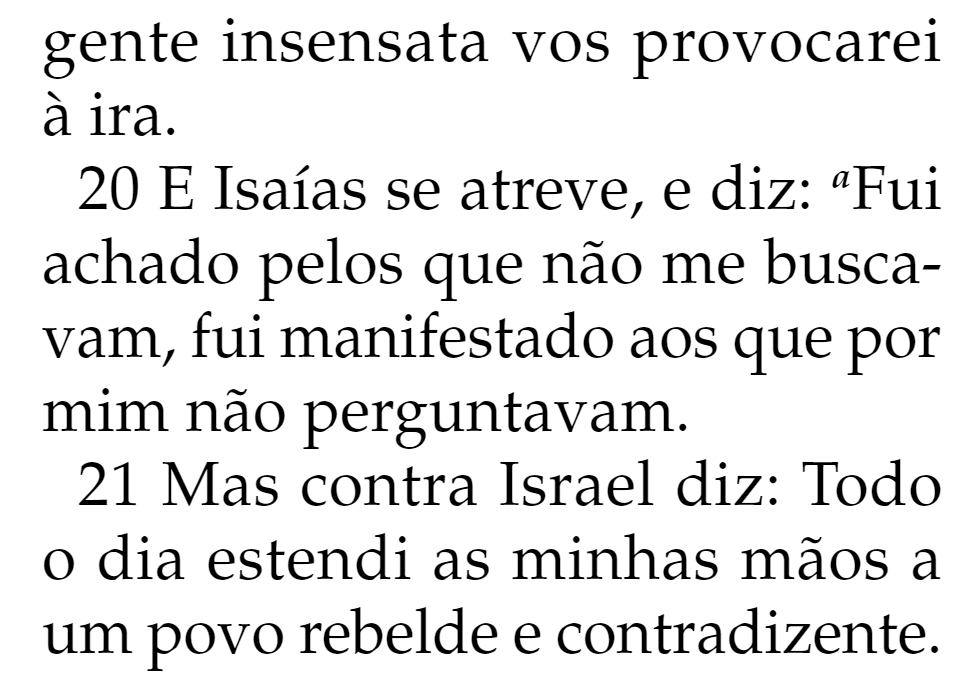 gente insensata vos provocarei
à ira.
20 E Isaías se atreve, e diz: ᵃFui
achado pelos que não me busca-
vam, fui manifestado aos que por
mim não perguntavam.
21 Mas contra Israel diz: Todo
o dia estendi as minhas mãos a
um povo rebelde e contradizente.